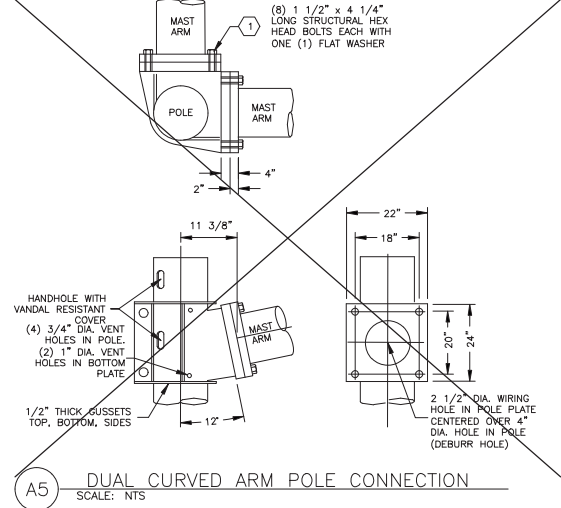 MAST
ARM
1
(8) 1 1/2" x 4 1/4"
LONG STRUCTURAL HEX
HEAD BOLTS EACH WITH
ONE (1) FLAT WASHER
POLE
MAST
ARM
4"
2"
11 3/8"
22"
18"
HANDHOLE WITH
VANDAL RESISTANT
COVER
(4) 3/4" DIA. VENT
HOLES IN POLE.
(2) 1" DIA. VENT
HOLES IN BOTTOM
PLATE
MAST
ARM
20"
24"
1/2" THICK GUSSETS
TOP, BOTTOM, SIDES
12"
2 1/2" DIA. WIRING
HOLE IN POLE PLATE
CENTERED OVER 4"
DIA. HOLE IN POLE
(DEBURR HOLE)
A5
DUAL CURVED ARM POLE CONNECTION
SCALE: NTS